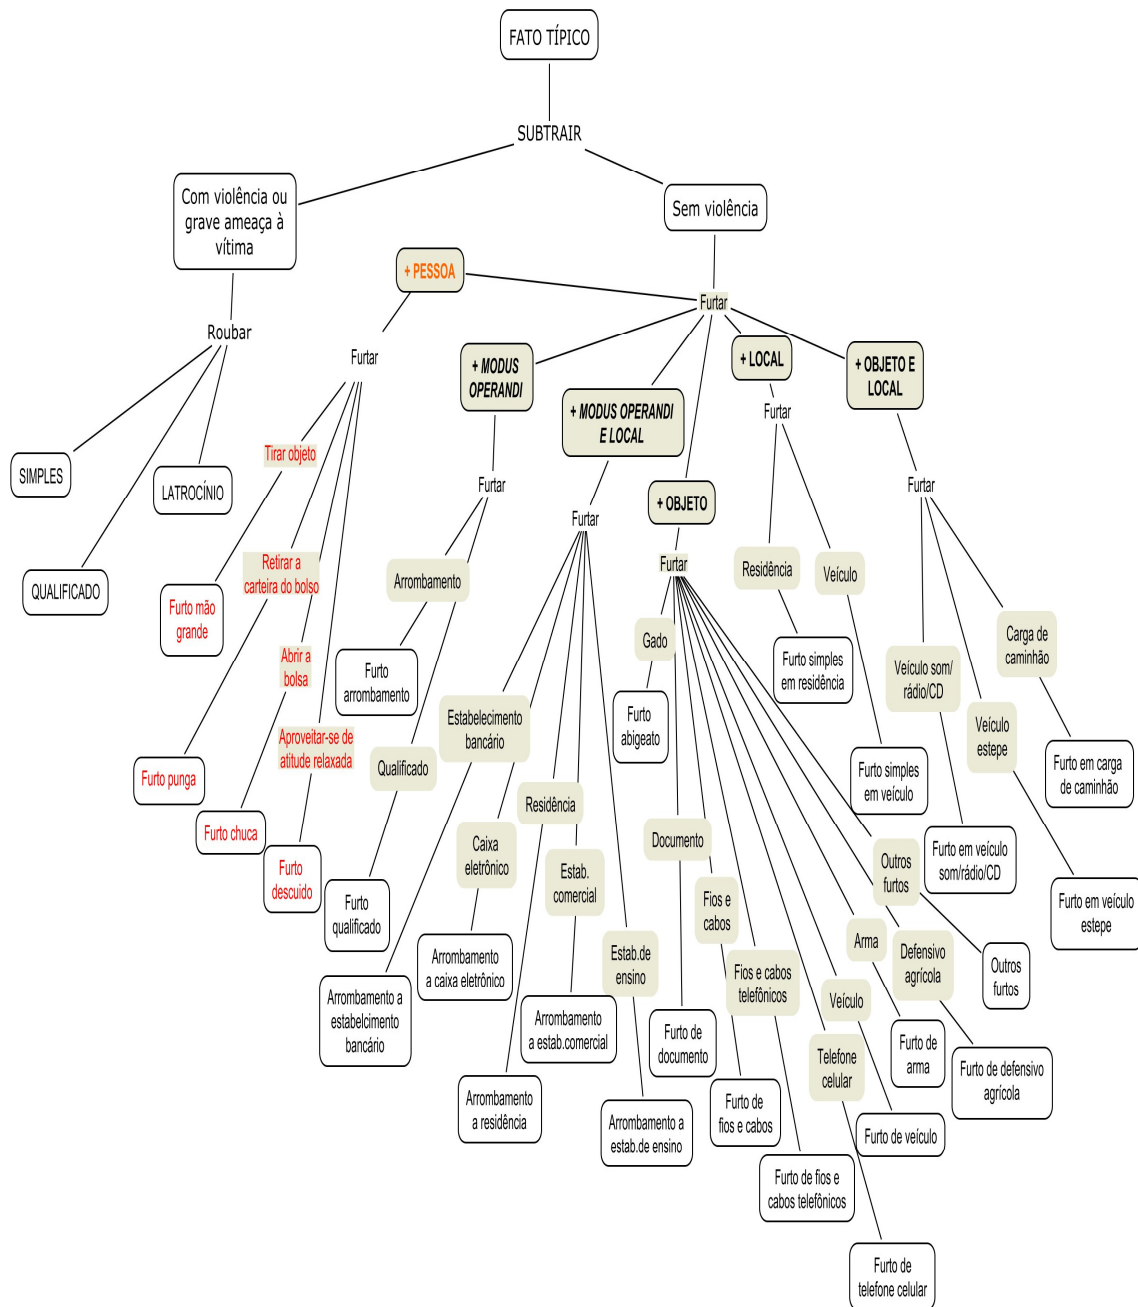 FATO TÍPICO
SUBTRAIR
Com violência ou
grave ameaça à
vítima
Sem violência
+ PESSOA
Furtar
Roubar
Furtar
+ MODUS
OPERANDI
+ MODUS OPERANDI
E LOCAL
+ LOCAL
+ OBJETO E
LOCAL
Furtar
Tirar objeto
SIMPLES
LATROCÍNIO
Furtar
+ OBJETO
Furtar
Furtar
QUALIFICADO
Retirar a
carteira do bolso
Arrombamento
Furtar
Residência
Veículo
Furto mão
grande
Abrir a
bolsa
Furto
arrombamento
Gado
Furto simples
em residência
Veículo som/
rádio/CD
Carga de
caminhão
Estabelecimento
bancário
Furto
abigeato
Veículo
estepe
Aproveitar-se de
atitude relaxada
Qualificado
Furto punga
Furto simples
em veículo
Furto em carga
de caminhão
Furto chuca
Residência
Caixa
eletrônico
Documento
Furto em veículo
som/rádio/CD
Outros
furtos
Furto
descuido
Estab.
comercial
Furto
qualificado
Fios e
cabos
Furto em veículo
estepe
Arrombamento
a caixa eletrônico
Estab.de
ensino
Arma
Defensivo
agrícola
Outros
furtos
Fios e cabos
telefônicos
Veículo
Arrombamento a
estabelcimento
bancário
Arrombamento
a estab.comercial
Furto de
documento
Telefone
celular
Furto de
arma
Furto de defensivo
agrícola
Arrombamento
a residência
Arrombamento a
estab.de ensino
Furto de
fios e cabos
Furto de veículo
Furto de fios e
cabos telefônicos
Furto de
telefone celular